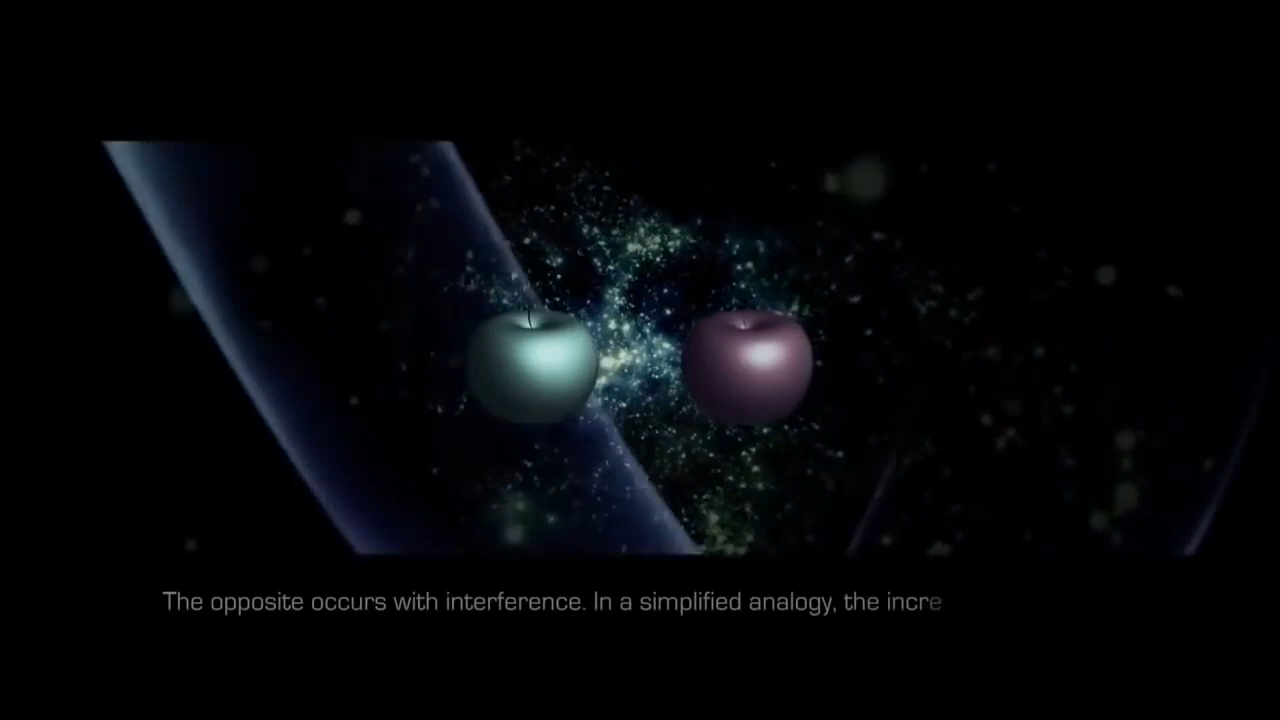 The opposite occurs with interference. In a simplified analogy, the incre